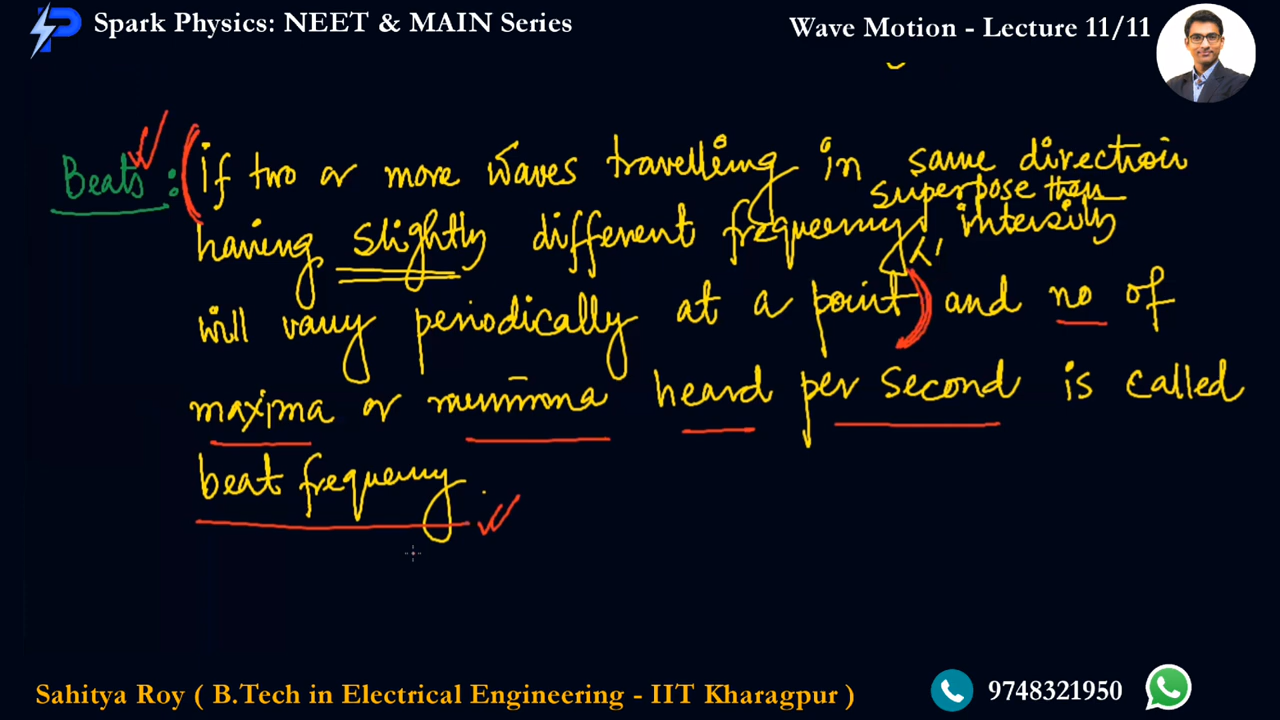 Spark Physics: NEET & MAIN Series
Wave Motion - Lecture 11/11
Beats : (if two or more waves travelling in same direction
superpose then
having slightly different frequency intensity
will vary periodically at a point) and no of
maxima or minima heard per second is called
beat frequency.
Sahitya Roy ( B.Tech in Electrical Engineering - IIT Kharagpur )
9748321950